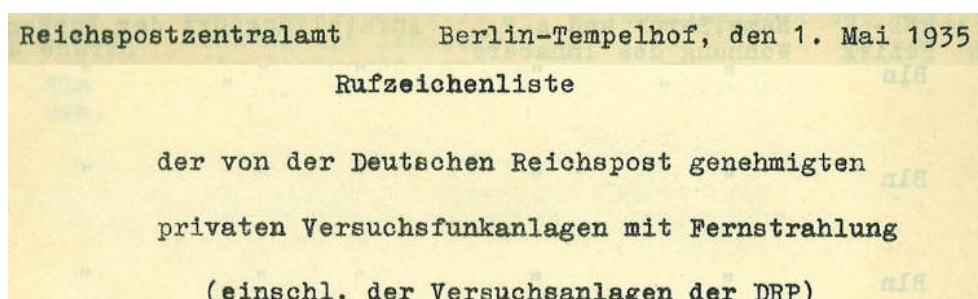 Reichspostzentralamt Berlin-Tempelhof, den 1. Mai 1935
Rufzeichenliste
der von der Deutschen Reichspost genehmigten
privaten Versuchsfunkanlagen mit Fernstrahlung
(einschl. der Versuchsanlagen der DRP)